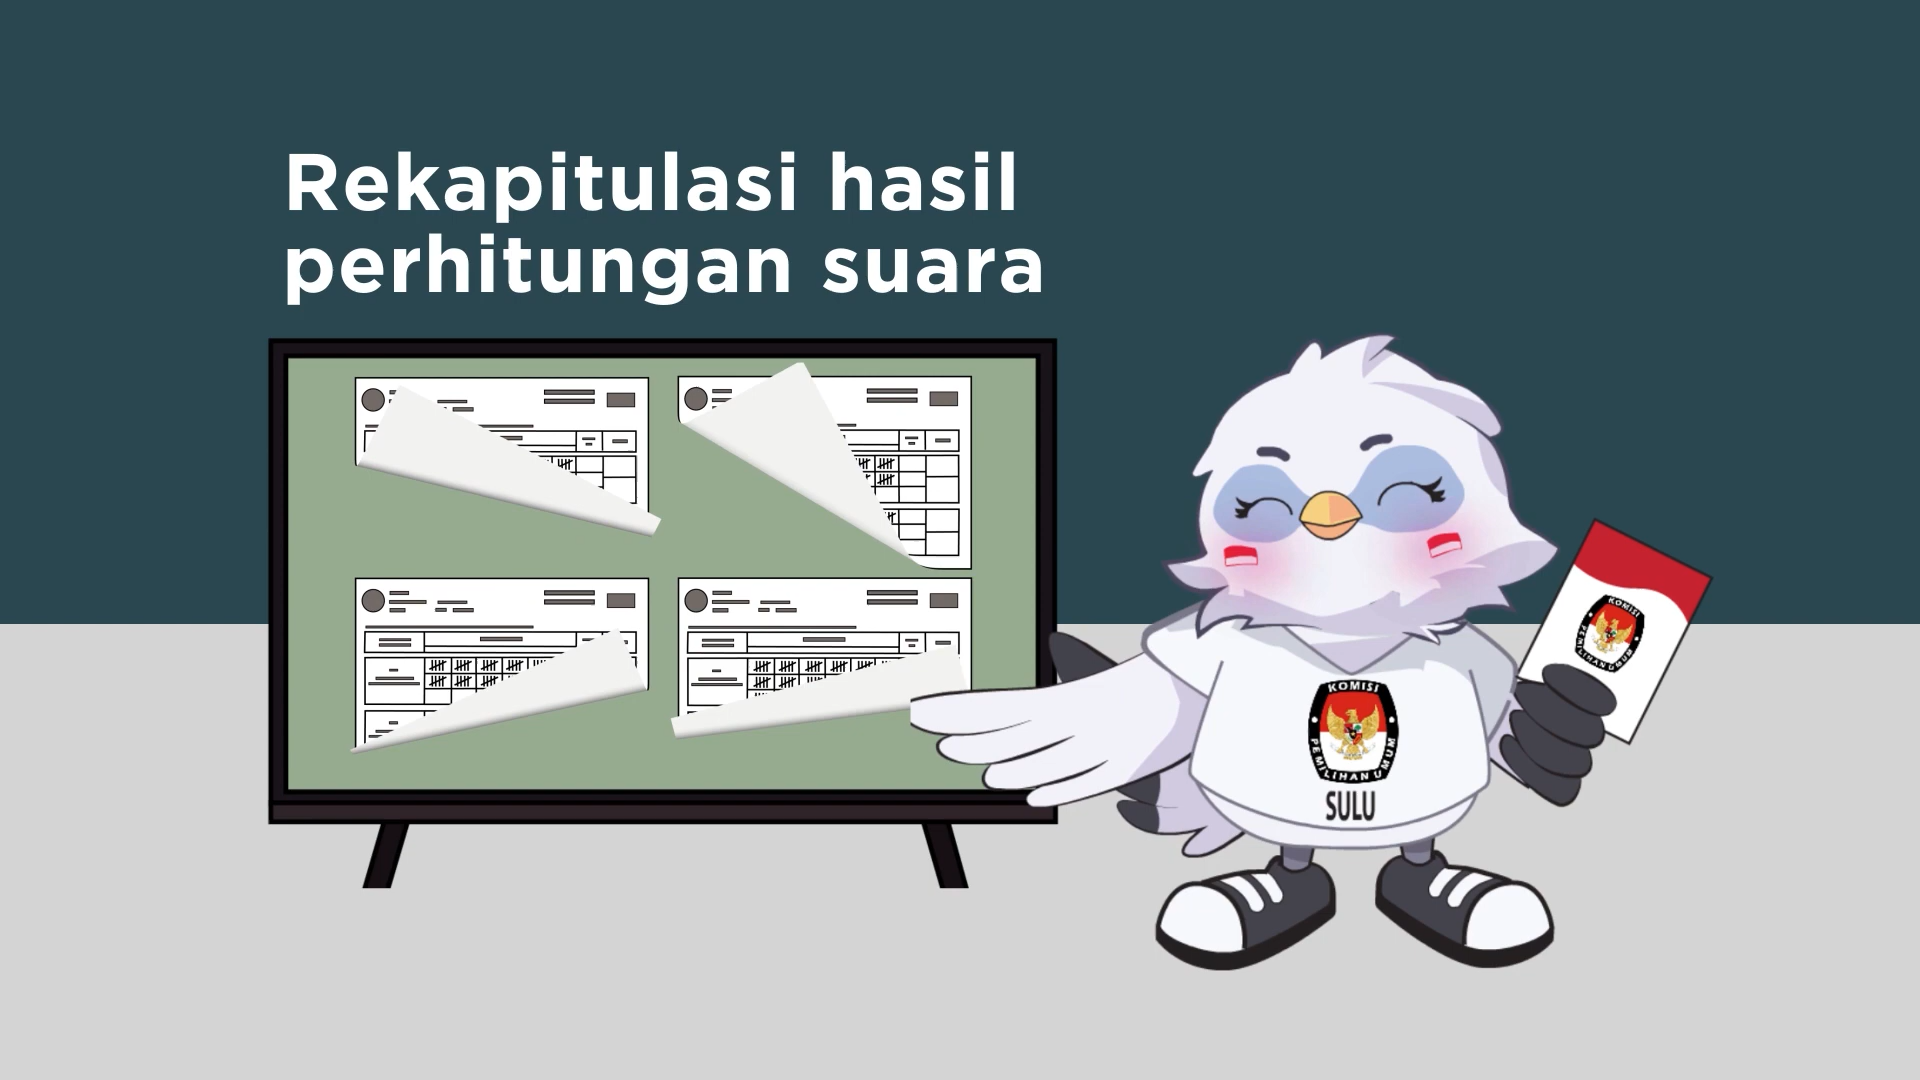 Rekapitulasi hasil
perhitungan suara
KOMISI
PEMILIHAN UMUM
KOMISI
PEMILIHAN UMUM
SULU